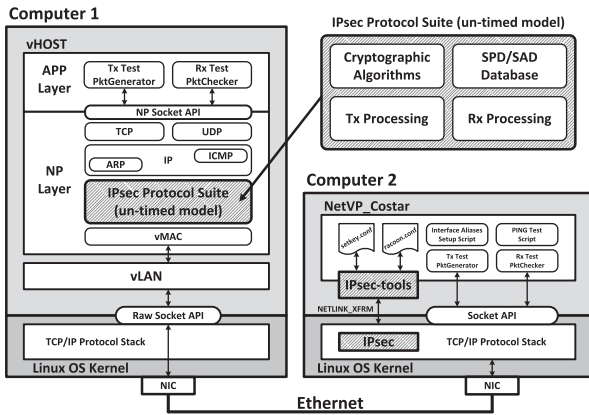 Computer 1
vHOST
APP
Layer
Tx Test
PktGenerator
Rx Test
PktChecker
NP Socket API
TCP
UDP
IP
ARP
ICMP
NP
Layer
IPsec Protocol Suite
(un-timed model)
vMAC
vLAN
Raw Socket API
TCP/IP Protocol Stack
Linux OS Kernel
NIC
IPsec Protocol Suite (un-timed model)
Cryptographic
Algorithms
SPD/SAD
Database
Tx Processing
Rx Processing
Computer 2
NetVP_Costar
setkey.conf
racoon.conf
Interface Aliases
Setup Script
PING Test
Script
Tx Test
PktGenerator
Rx Test
PktChecker
IPsec-tools
NETLINK_XFRM
Socket API
IPsec
TCP/IP Protocol Stack
Linux OS Kernel
NIC
Ethernet